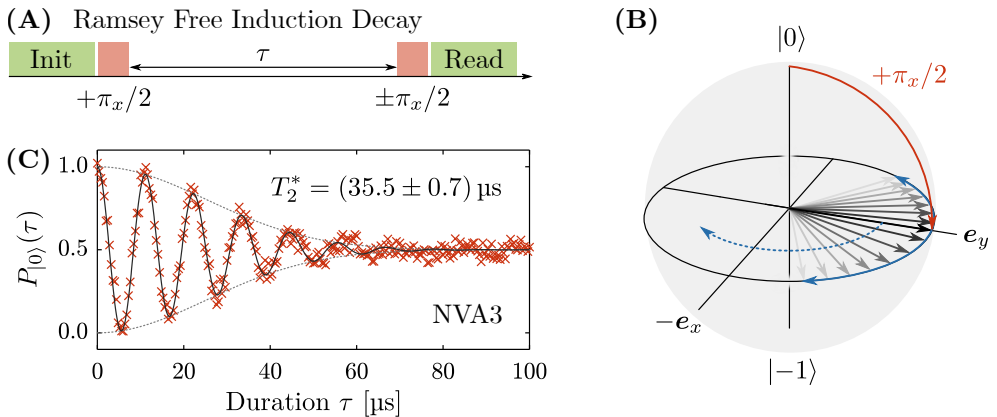 (A) Ramsey Free Induction Decay
Init τ Read
+π_x/2 ±π_x/2
(B)
|0⟩
+π_x/2
e_y
−e_x
|−1⟩
(C)
T_2^* = (35.5 ± 0.7) µs
NVA3
P_|0⟩(τ)
1.0
0.5
0.0
0 20 40 60 80 100
Duration τ [µs]